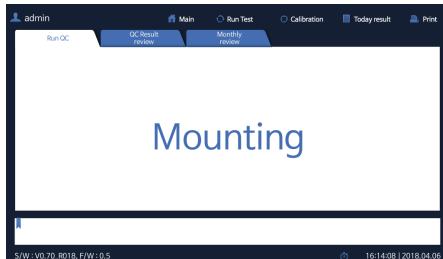 admin
Main
Run Test
Calibration
Today result
Print
Run QC
QC Result
review
Monthly
review
Mounting
S/W : V0.70_R018, F/W : 0.5
16:14:08 | 2018.04.06